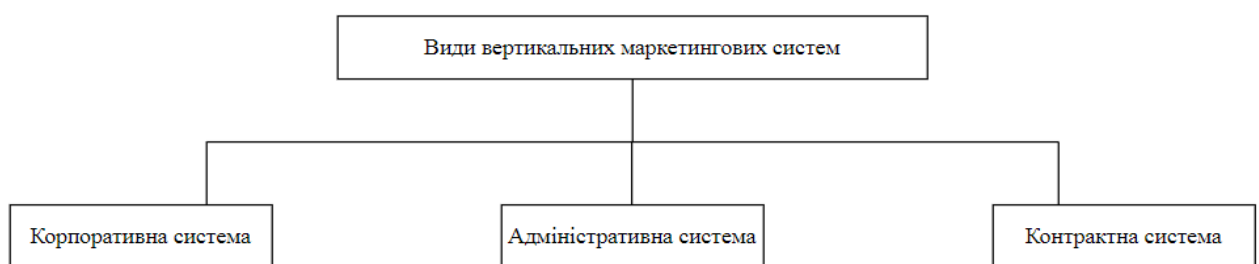 Види вертикальних маркетингових систем
Корпоративна система
Адміністративна система
Контрактна система